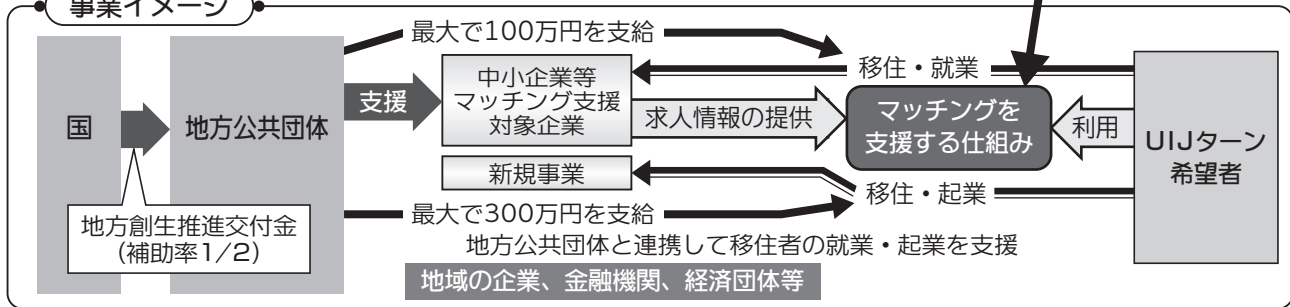 事業イメージ
最大で100万円を支給
移住・就業
国
地方公共団体
支援
中小企業等
マッチング支援
対象企業
求人情報の提供
マッチングを
支援する仕組み
利用
UIJターン
希望者
新規事業
移住・起業
最大で300万円を支給
地方創生推進交付金
(補助率1/2)
地方公共団体と連携して移住者の就業・起業を支援
地域の企業、金融機関、経済団体等